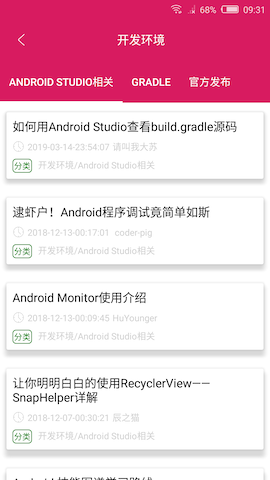 68% 09:31
开发环境
ANDROID STUDIO相关 GRADLE 官方发布
如何用Android Studio查看build.gradle源码
2019-03-14-23:54:07 请叫我大苏
分类 开发环境/Android Studio相关
逮虾户！Android程序调试竟简单如斯
2018-12-13-00:17:01 coder-pig
分类 开发环境/Android Studio相关
Android Monitor使用介绍
2018-12-13-00:09:45 HuYounger
分类 开发环境/Android Studio相关
让你明明白白的使用RecyclerView——
SnapHelper详解
2018-12-07-00:30:21 辰之猫
分类 开发环境/Android Studio相关